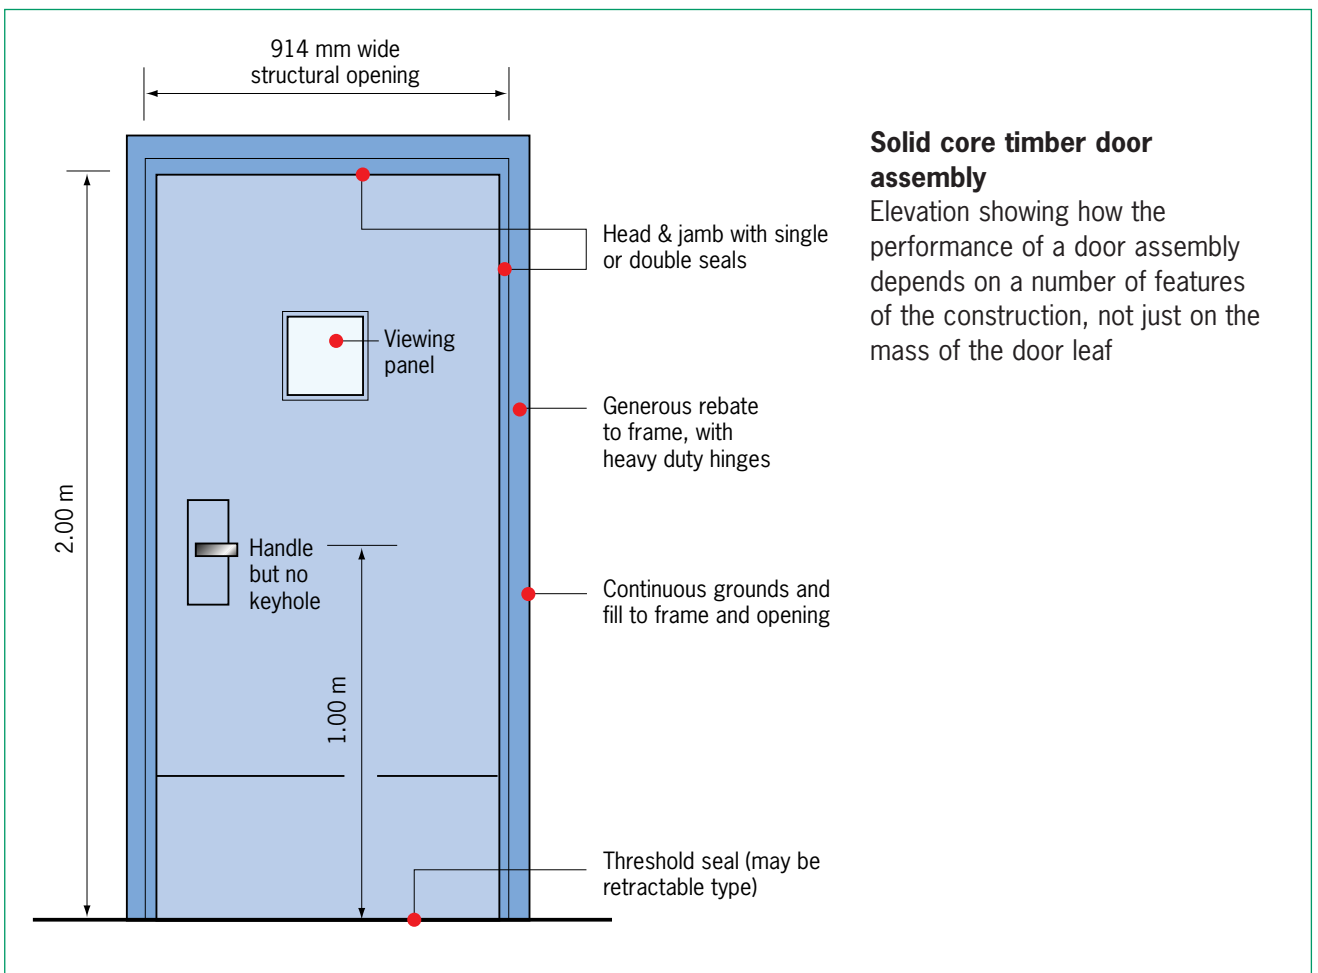 914 mm wide
structural opening
Solid core timber door
assembly
Elevation showing how the
performance of a door assembly
depends on a number of features
of the construction, not just on the
mass of the door leaf
Head & jamb with single
or double seals
Viewing
panel
Generous rebate
to frame, with
heavy duty hinges
2.00 m
Handle
but no
keyhole
Continuous grounds and
fill to frame and opening
1.00 m
Threshold seal (may be
retractable type)